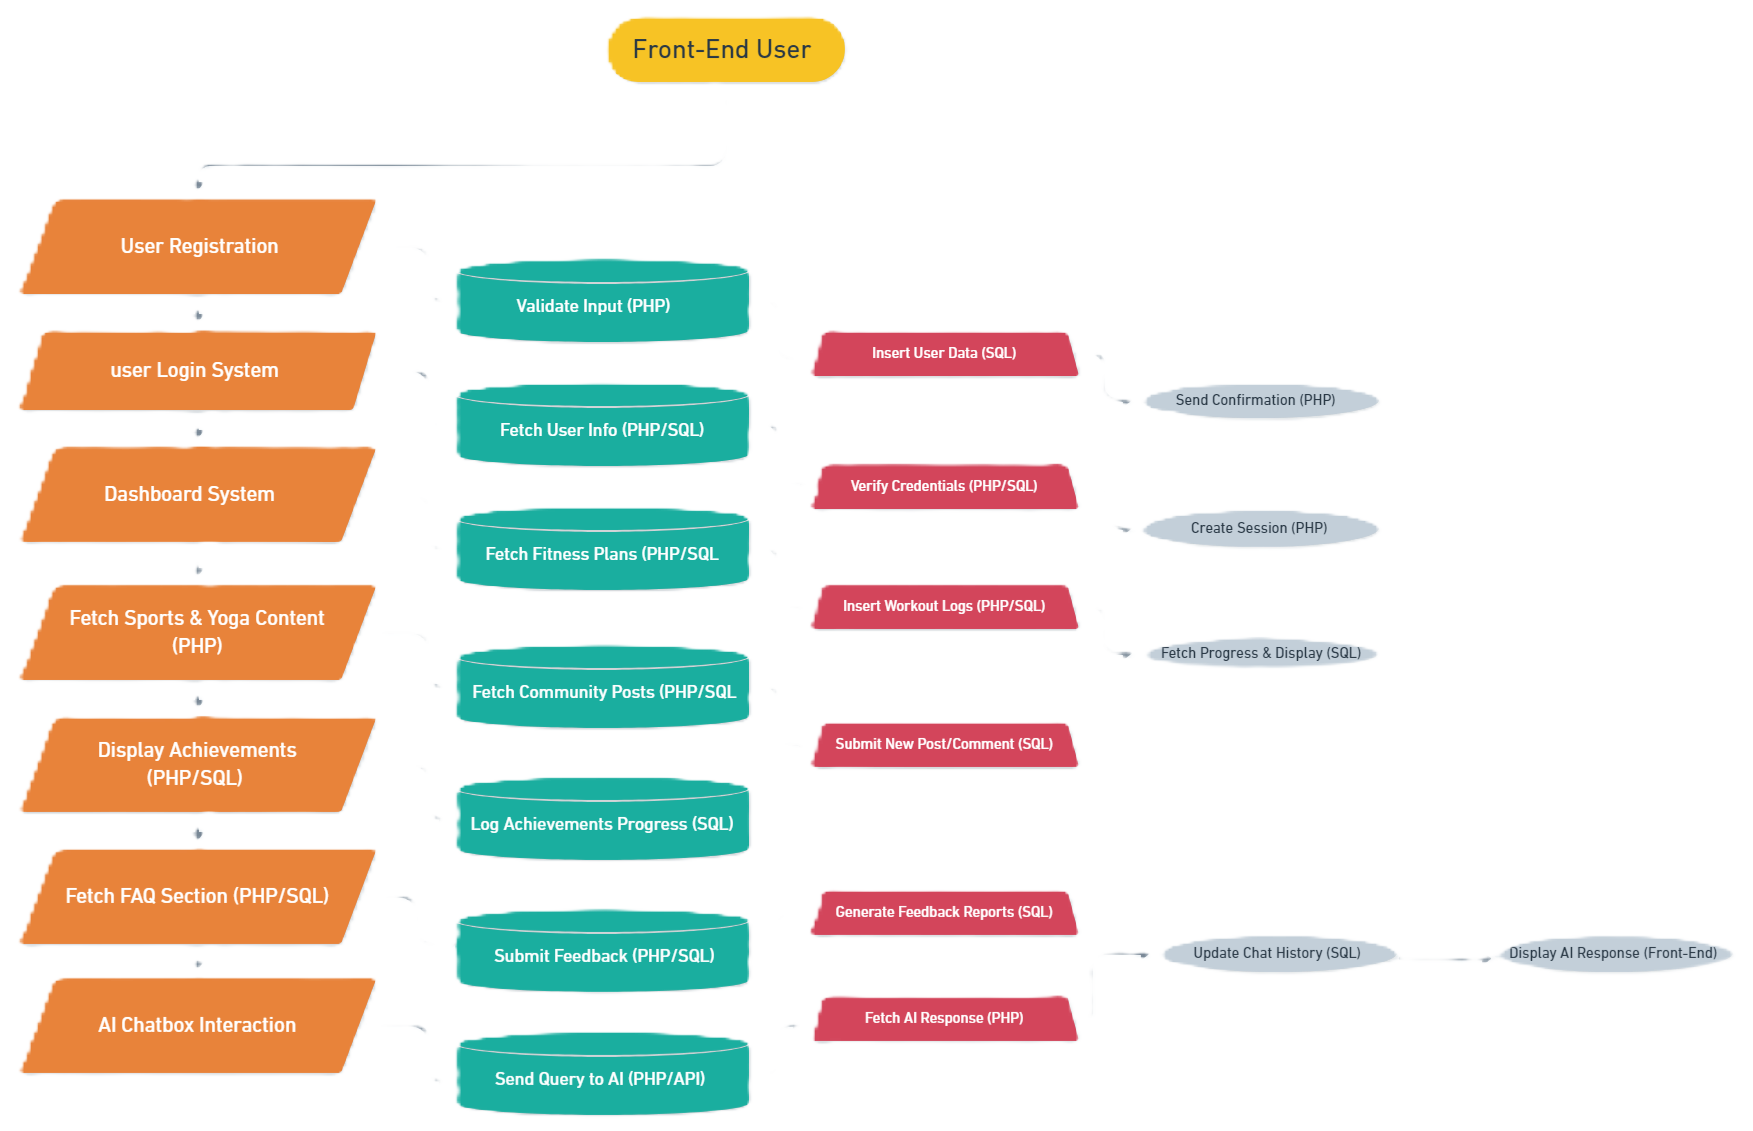 Front-End User
User Registration
Validate Input (PHP)
Insert User Data (SQL)
Send Confirmation (PHP)
user Login System
Fetch User Info (PHP/SQL)
Verify Credentials (PHP/SQL)
Create Session (PHP)
Dashboard System
Fetch Fitness Plans (PHP/SQL
Insert Workout Logs (PHP/SQL)
Fetch Progress & Display (SQL)
Fetch Sports & Yoga Content
(PHP)
Fetch Community Posts (PHP/SQL
Submit New Post/Comment (SQL)
Display Achievements
(PHP/SQL)
Log Achievements Progress (SQL)
Fetch FAQ Section (PHP/SQL)
Submit Feedback (PHP/SQL)
Generate Feedback Reports (SQL)
AI Chatbox Interaction
Send Query to AI (PHP/API)
Fetch AI Response (PHP)
Update Chat History (SQL)
Display AI Response (Front-End)